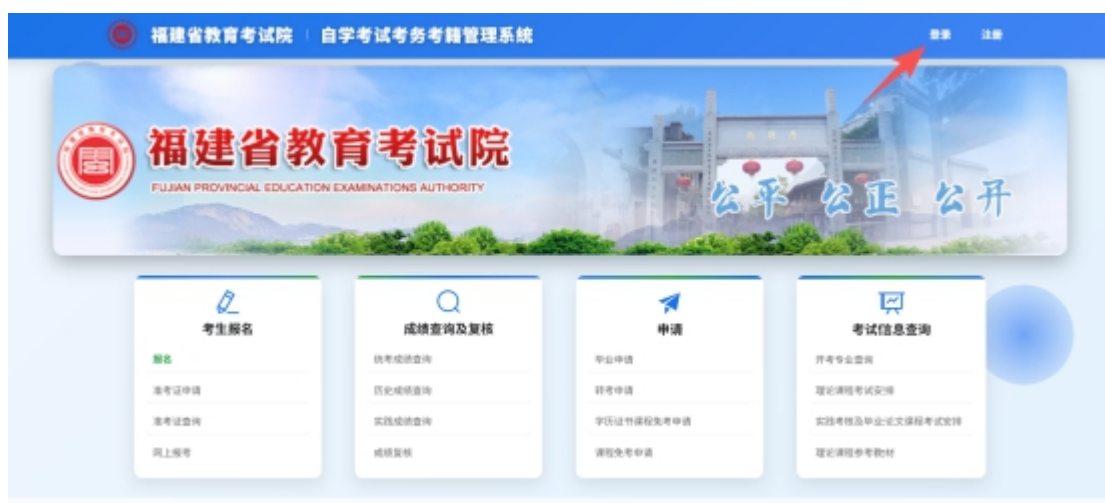 福建省教育考试院 | 自学考试考务考籍管理系统
登录 注册
福建省教育考试院
FUJIAN PROVINCIAL EDUCATION EXAMINATIONS AUTHORITY
公平 公正 公开
考生报名
报名
准考证申请
准考证查询
网上报考
成绩查询及复核
统考成绩查询
历史成绩查询
实践成绩查询
成绩复核
申请
毕业申请
转考申请
学历证书课程免考申请
课程免考申请
考试信息查询
开考专业查询
理论课程考试安排
实践考核及毕业论文课程考试安排
理论课程参考教材